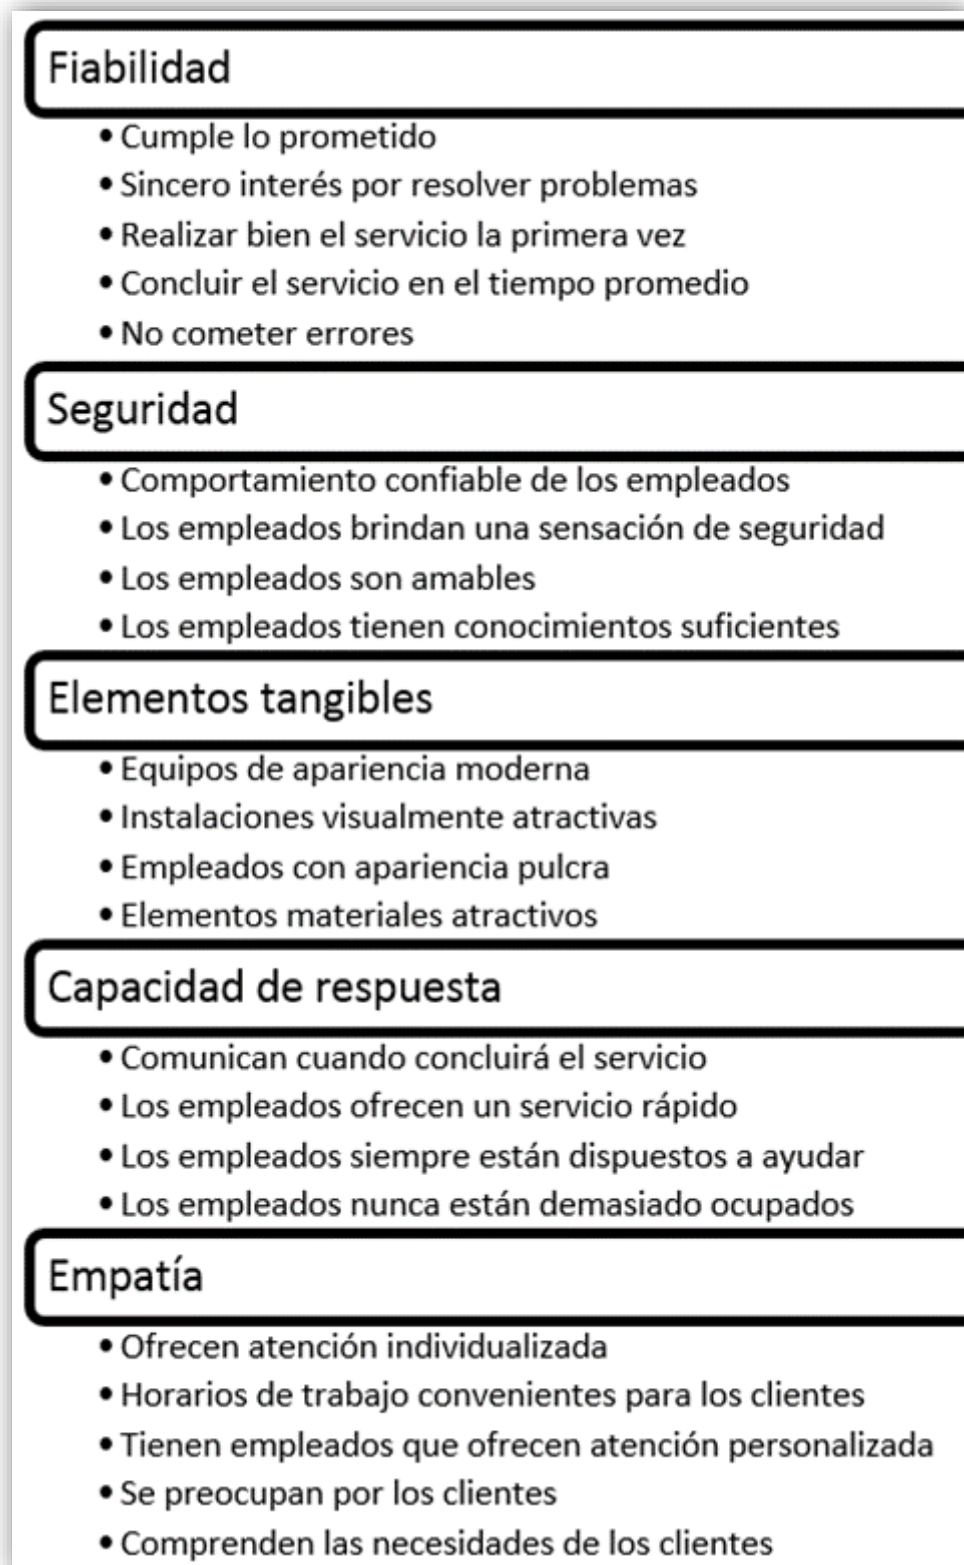 Fiabilidad
• Cumple lo prometido
• Sincero interés por resolver problemas
• Realizar bien el servicio la primera vez
• Concluir el servicio en el tiempo promedio
• No cometer errores
Seguridad
• Comportamiento confiable de los empleados
• Los empleados brindan una sensación de seguridad
• Los empleados son amables
• Los empleados tienen conocimientos suficientes
Elementos tangibles
• Equipos de apariencia moderna
• Instalaciones visualmente atractivas
• Empleados con apariencia pulcra
• Elementos materiales atractivos
Capacidad de respuesta
• Comunican cuando concluirá el servicio
• Los empleados ofrecen un servicio rápido
• Los empleados siempre están dispuestos a ayudar
• Los empleados nunca están demasiado ocupados
Empatía
• Ofrecen atención individualizada
• Horarios de trabajo convenientes para los clientes
• Tienen empleados que ofrecen atención personalizada
• Se preocupan por los clientes
• Comprenden las necesidades de los clientes